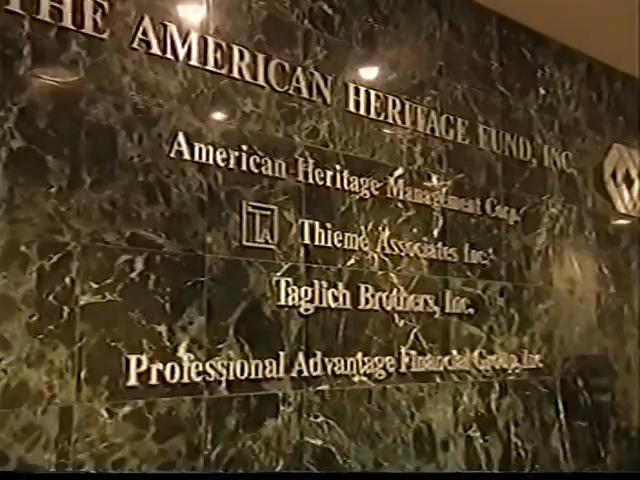 THE AMERICAN HERITAGE FUND, INC.
American Heritage Management Corp.
TA Thieme Associates Inc.
Taglich Brothers, Inc.
Professional Advantage Financial Group, Inc.